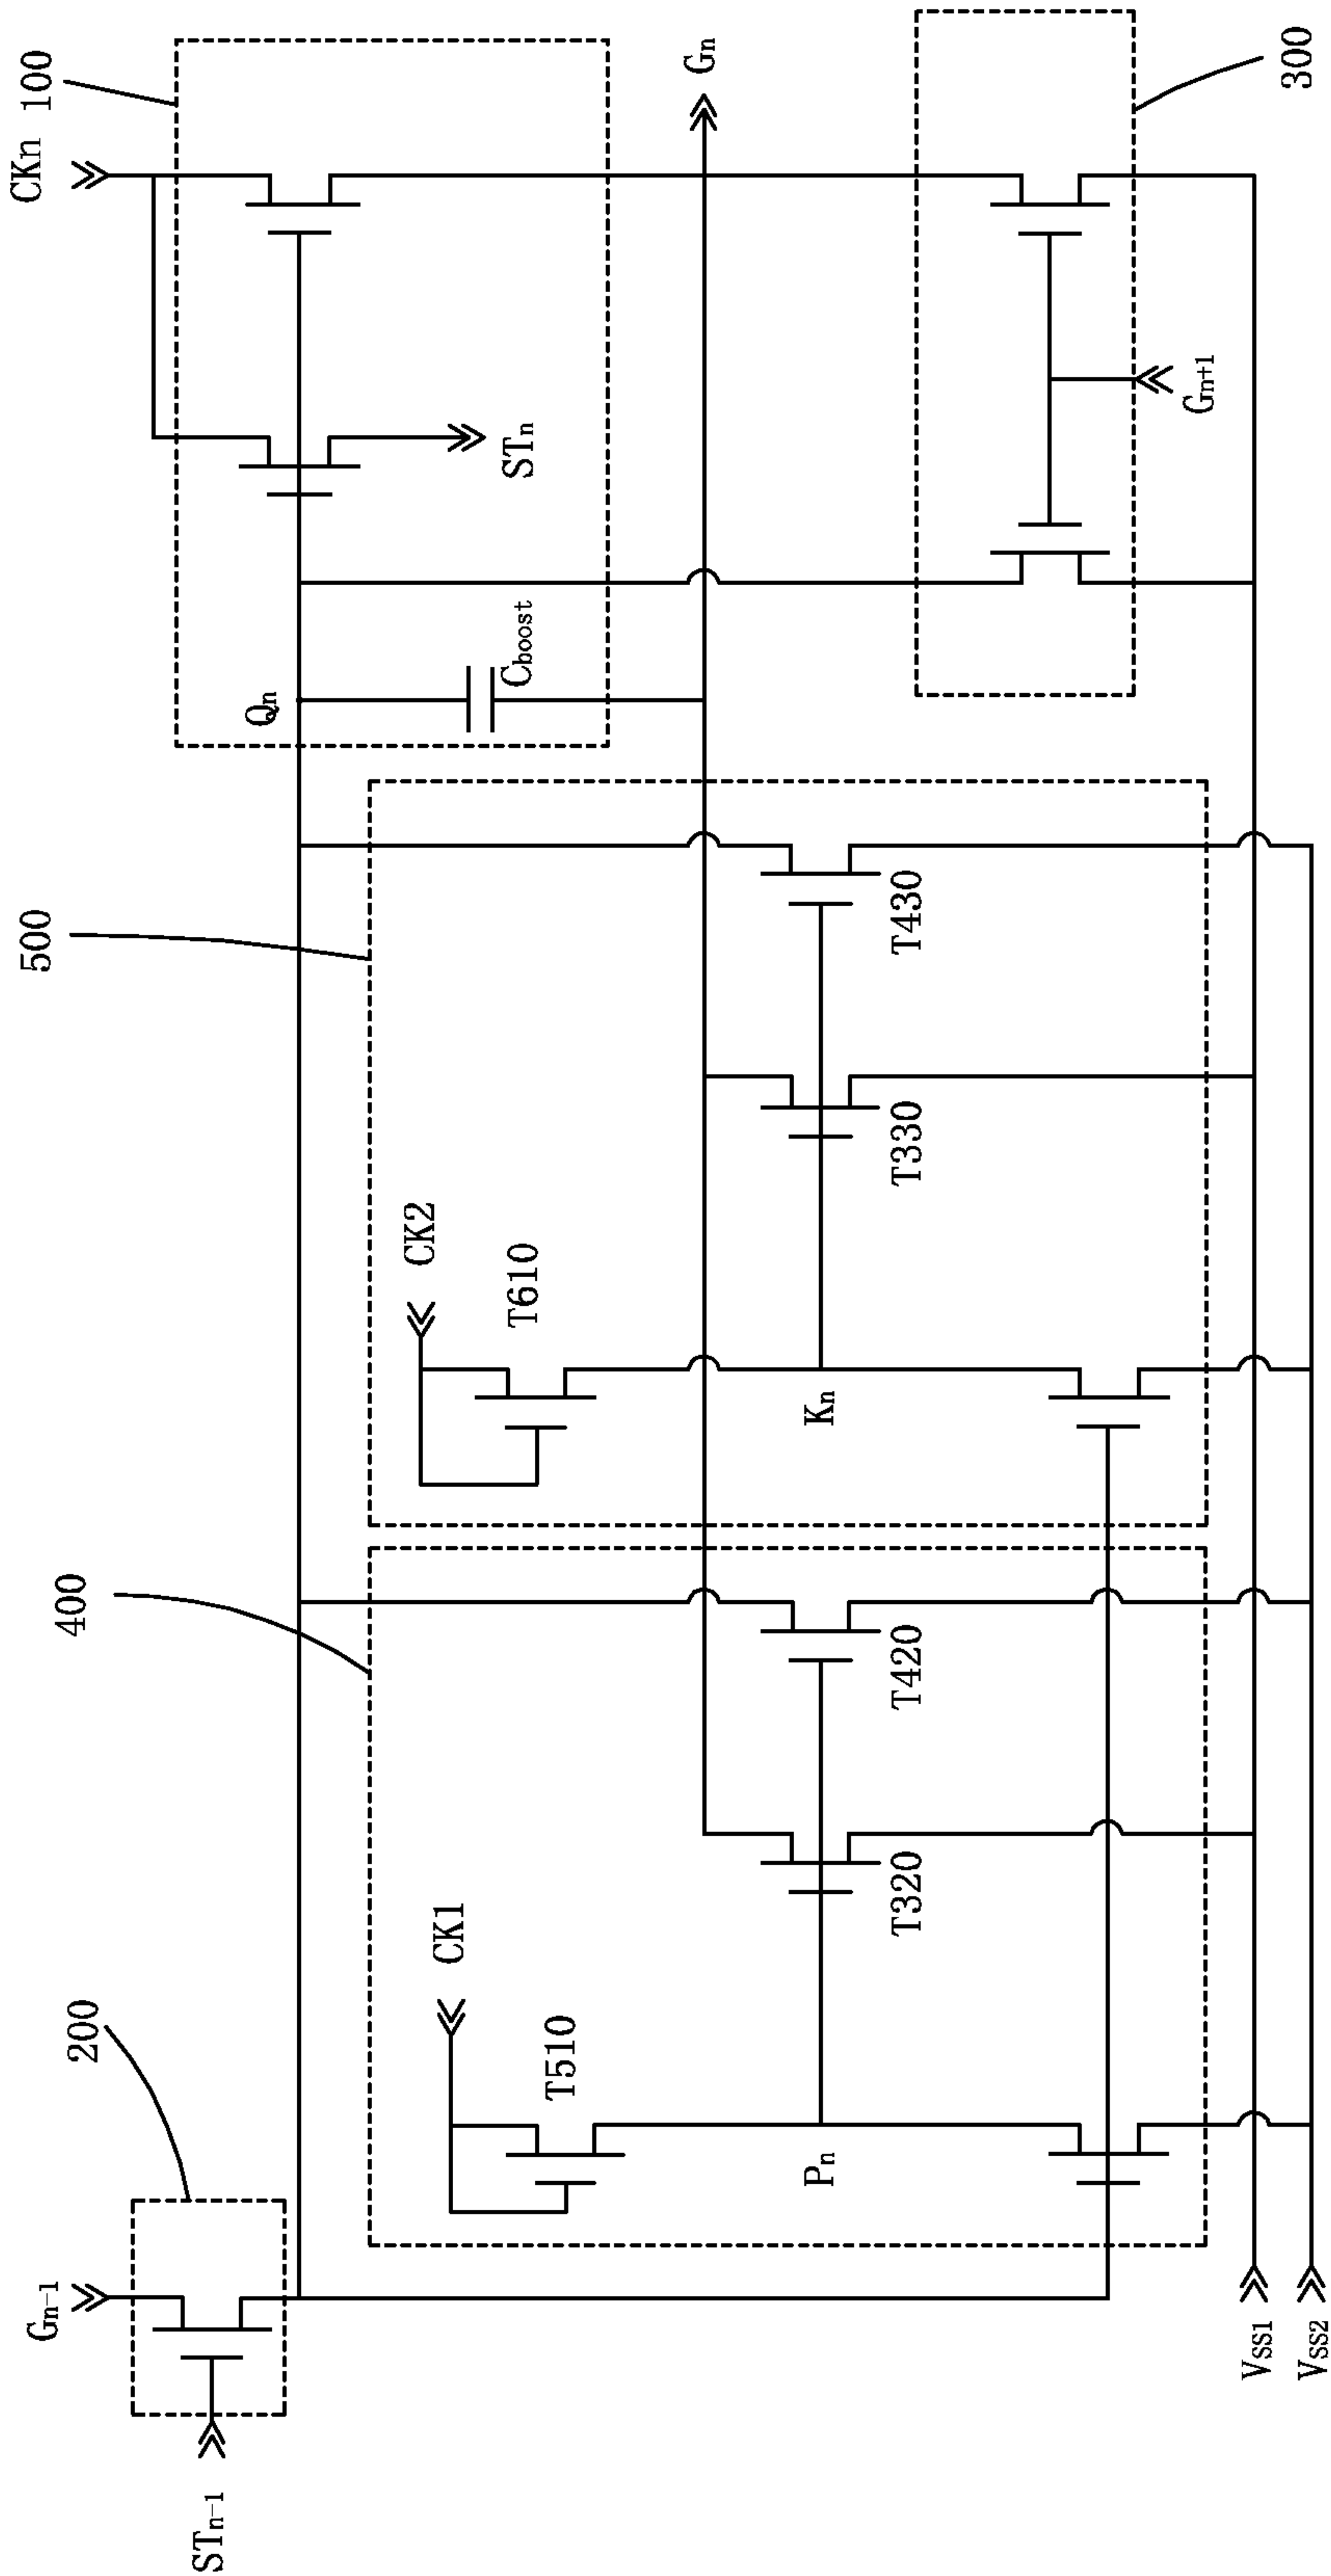 CKn
100
Gn
300
STn
Gn+1
Qn
Cboost
500
T430
T330
CK2
T610
Kn
400
T420
T320
CK1
T510
Pn
200
Gn-1
STn-1
VSS1
VSS2